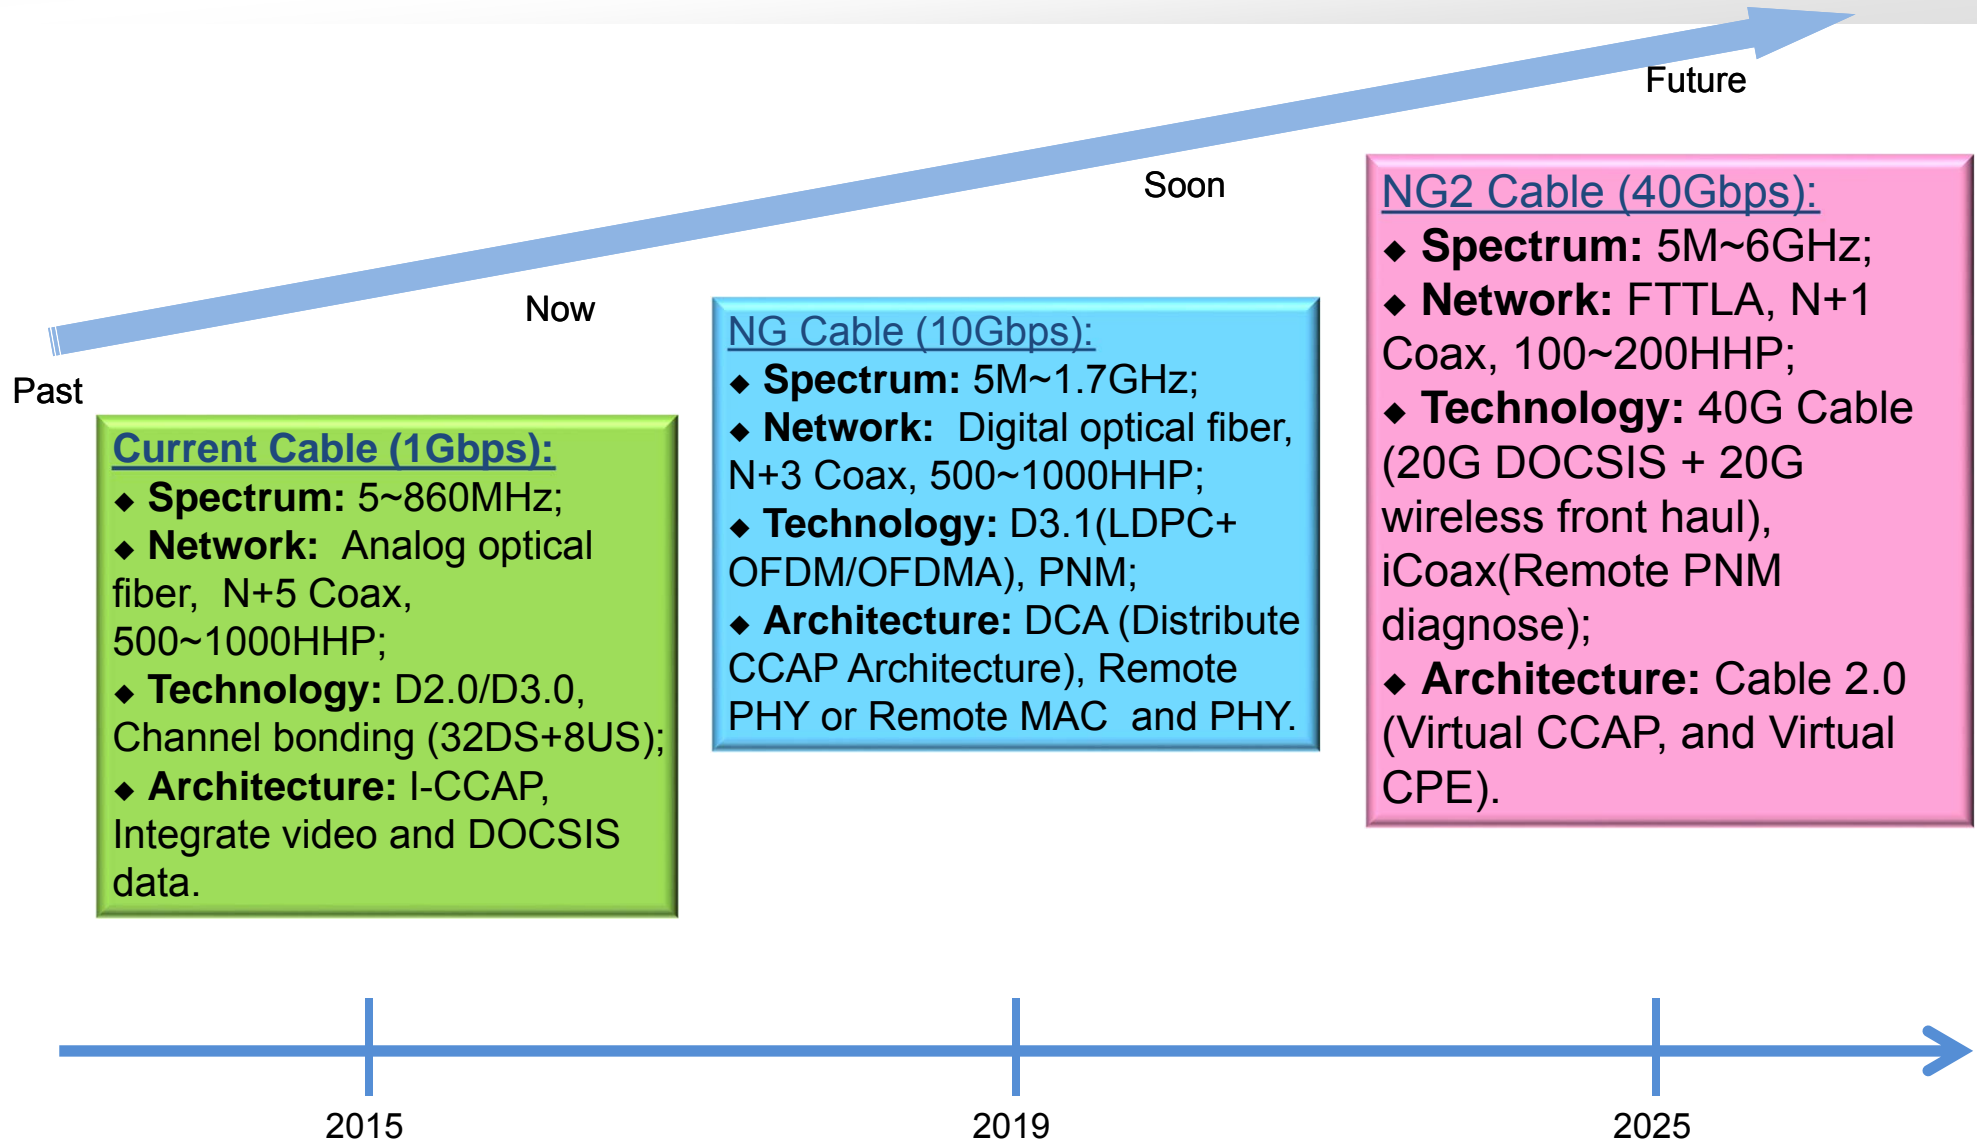 Future
Soon
Now
Past
NG2 Cable (40Gbps):
◆ Spectrum: 5M~6GHz;
◆ Network: FTTLA, N+1
Coax, 100~200HHP;
◆ Technology: 40G Cable
(20G DOCSIS + 20G
wireless front haul),
iCoax(Remote PNM
diagnose);
◆ Architecture: Cable 2.0
(Virtual CCAP, and Virtual
CPE).
NG Cable (10Gbps):
◆ Spectrum: 5M~1.7GHz;
◆ Network: Digital optical fiber,
N+3 Coax, 500~1000HHP;
◆ Technology: D3.1(LDPC+
OFDM/OFDMA), PNM;
◆ Architecture: DCA (Distribute
CCAP Architecture), Remote
PHY or Remote MAC and PHY.
Current Cable (1Gbps):
◆ Spectrum: 5~860MHz;
◆ Network: Analog optical
fiber, N+5 Coax,
500~1000HHP;
◆ Technology: D2.0/D3.0,
Channel bonding (32DS+8US);
◆ Architecture: I-CCAP,
Integrate video and DOCSIS
data.
2015
2019
2025